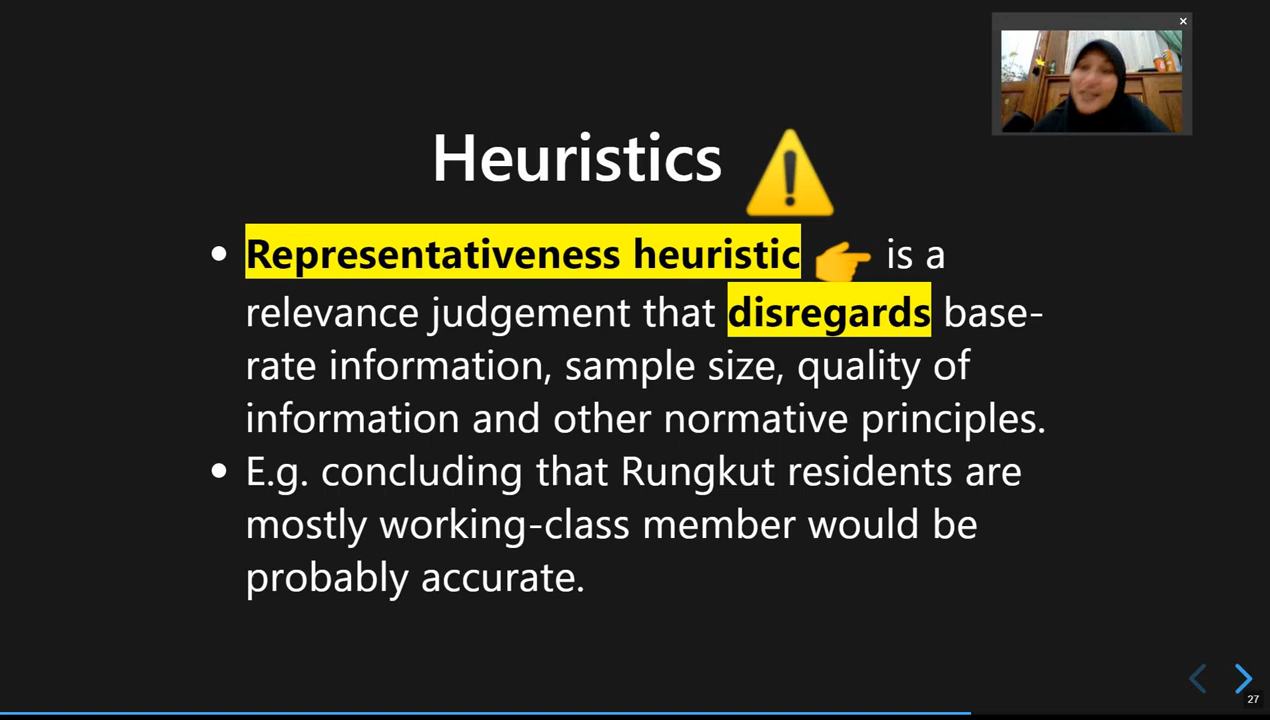 Heuristics ⚠️
• Representativeness heuristic 👉 is a
relevance judgement that disregards base-
rate information, sample size, quality of
information and other normative principles.
• E.g. concluding that Rungkut residents are
mostly working-class member would be
probably accurate.
27